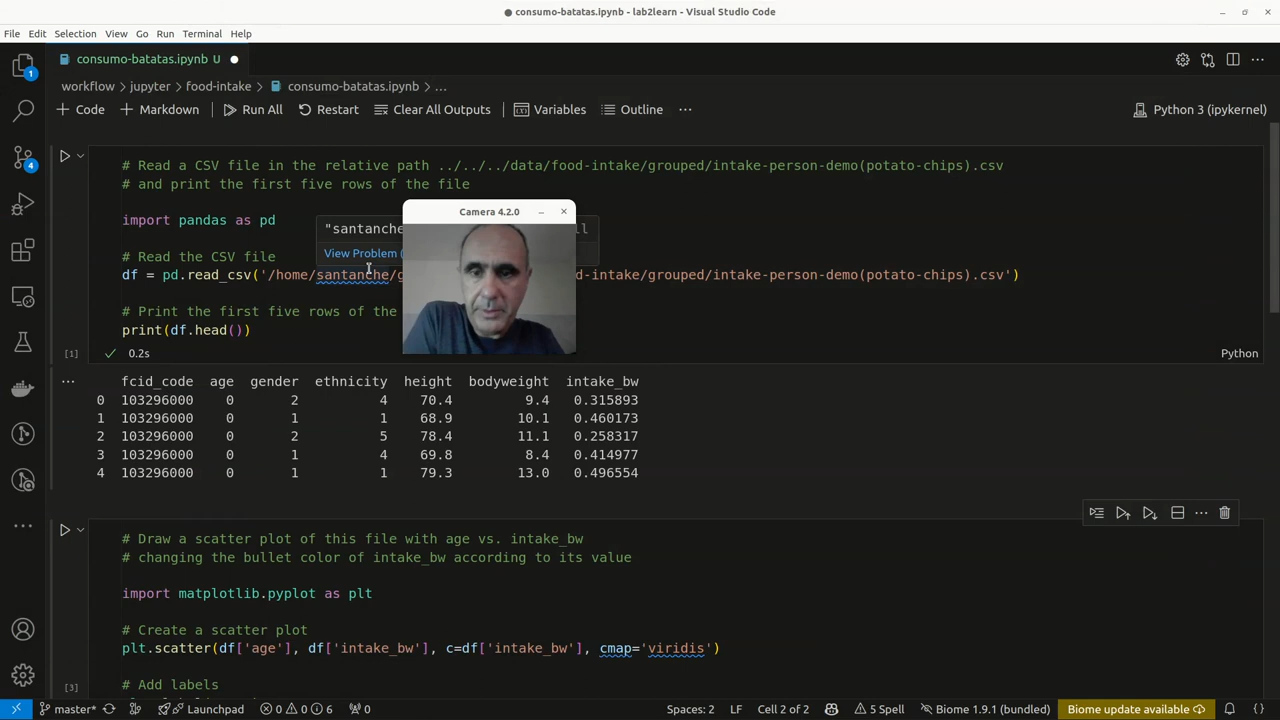 consumo-batatas.ipynb - lab2learn - Visual Studio Code
File Edit Selection View Go Run Terminal Help
consumo-batatas.ipynb U
workflow > jupyter > food-intake > consumo-batatas.ipynb > ...
+ Code + Markdown Run All Restart Clear All Outputs Variables Outline ... Python 3 (ipykernel)
# Read a CSV file in the relative path ../../../data/food-intake/grouped/intake-person-demo(potato-chips).csv
# and print the first five rows of the file
Camera 4.2.0
import pandas as pd
"santanche
View Problem (
# Read the CSV file
df = pd.read_csv('/home/santanche/g od-intake/grouped/intake-person-demo(potato-chips).csv')
# Print the first five rows of the
print(df.head())
[1] 0.2s Python
... fcid_code age gender ethnicity height bodyweight intake_bw
0 103296000 0 2 4 70.4 9.4 0.315893
1 103296000 0 1 1 68.9 10.1 0.460173
2 103296000 0 2 5 78.4 11.1 0.258317
3 103296000 0 1 4 69.8 8.4 0.414977
4 103296000 0 1 1 79.3 13.0 0.496554
# Draw a scatter plot of this file with age vs. intake_bw
# changing the bullet color of intake_bw according to its value
import matplotlib.pyplot as plt
# Create a scatter plot
plt.scatter(df['age'], df['intake_bw'], c=df['intake_bw'], cmap='viridis')
# Add labels
[3]
1
4
master* Launchpad 0 0 6 0 Spaces: 2 LF Cell 2 of 2 5 Spell Biome 1.9.1 (bundled) Biome update available